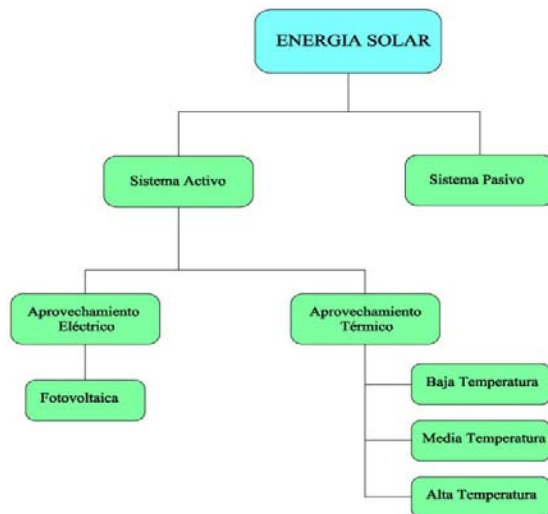 ENERGIA SOLAR
Sistema Activo
Sistema Pasivo
Aprovechamiento
Eléctrico
Aprovechamiento
Térmico
Fotovoltaica
Baja Temperatura
Media Temperatura
Alta Temperatura